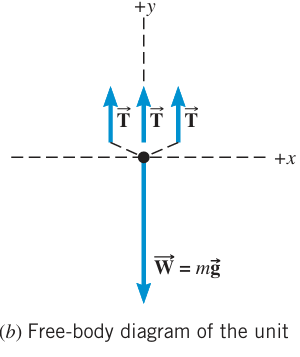 +y
T T T
+x
W = mg
(b) Free-body diagram of the unit